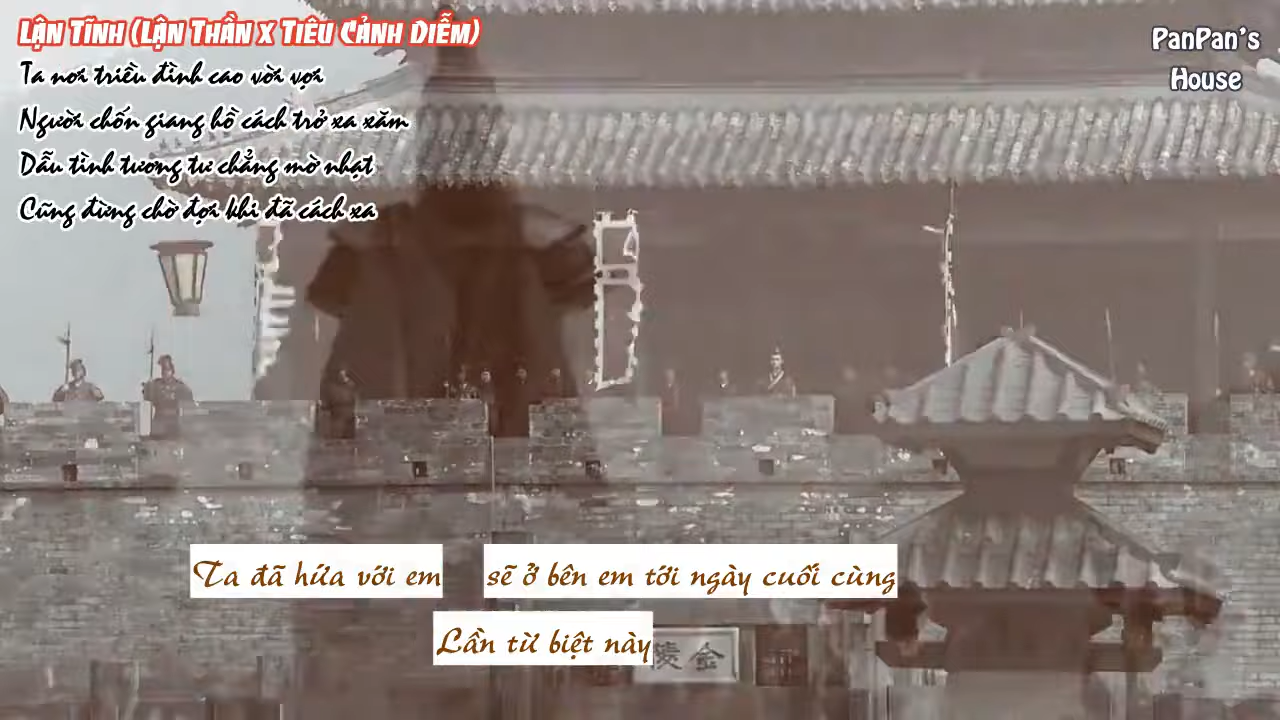 LẬN TĨNH (LẬN THẦN X TIÊU CẢNH DIỄM)
Ta nơi triều đình cao vời vợi
Người chốn giang hồ cách trở xa xăm
Dẫu tình tương tư chẳng mờ nhạt
Cũng đừng chờ đợi khi đã cách xa
PanPan's
House
Ta đã hứa với em sẽ ở bên em tới ngày cuối cùng
Lần từ biệt này
陵金